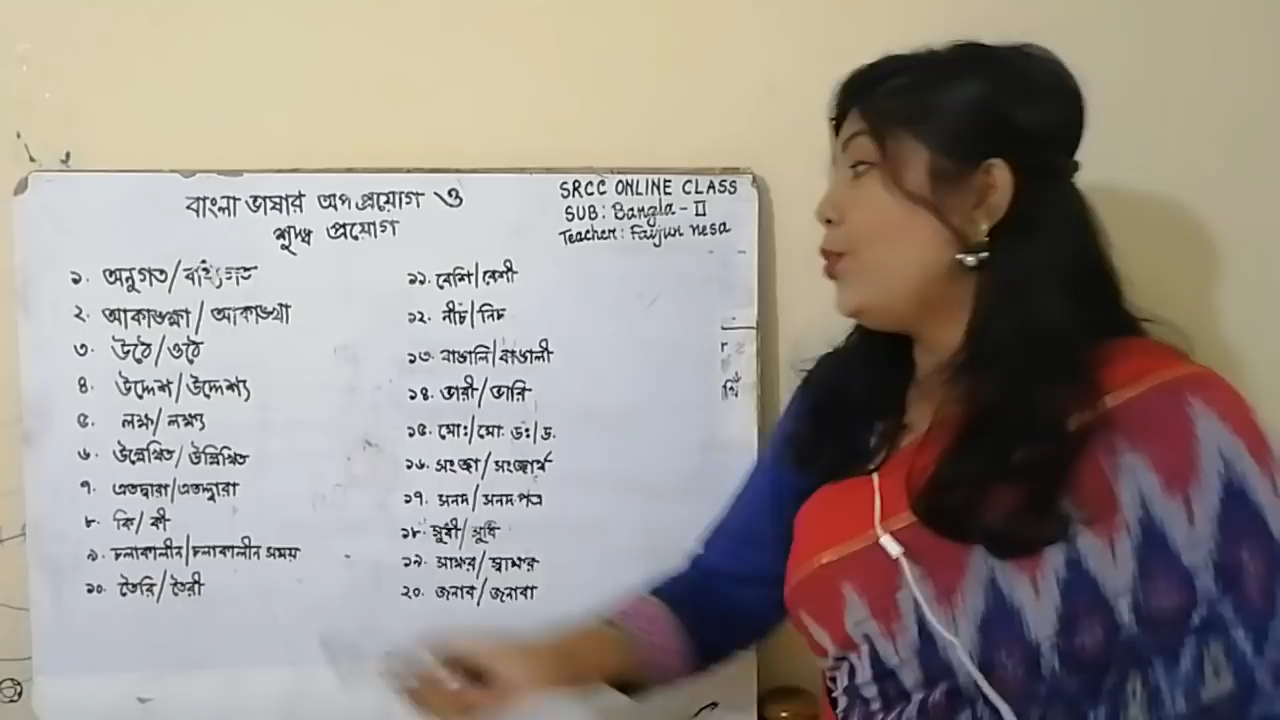 বাংলা ভাষার অপপ্রয়োগ ও
শুদ্ধ প্রয়োগ
SRCC ONLINE CLASS
SUB: Bangla - II
Teacher: Faijun nesa
১. অনুগত/
২. আকাঙ্ক্ষা/আকাঙখা
৩. উঠে/ওঠে
৪. উদ্দেশ/উদ্দেশ্য
৫. লক্ষ/লক্ষ্য
৬. উল্লেখিত/উল্লিখিত
৭. এতদ্বারা/এতদ্দ্বারা
৮. কি/কী
৯. চলাকালীন/চলাকালীন সময়
১০. তৈরি/তৈরী
১১. বেশি/বেশী
১২. নীচ/নিচ
১৩. বাঙালি/বাঙালী
১৪. ভারী/ভারি
১৫. মোঃ/মো. ডঃ/ড.
১৬. সংজ্ঞা/সংজ্ঞার্থ
১৭. সনদ/সনদপত্র
১৮. সুধী/সুধি
১৯. সাক্ষর/স্বাক্ষর
২০. জনাব/জনাবা